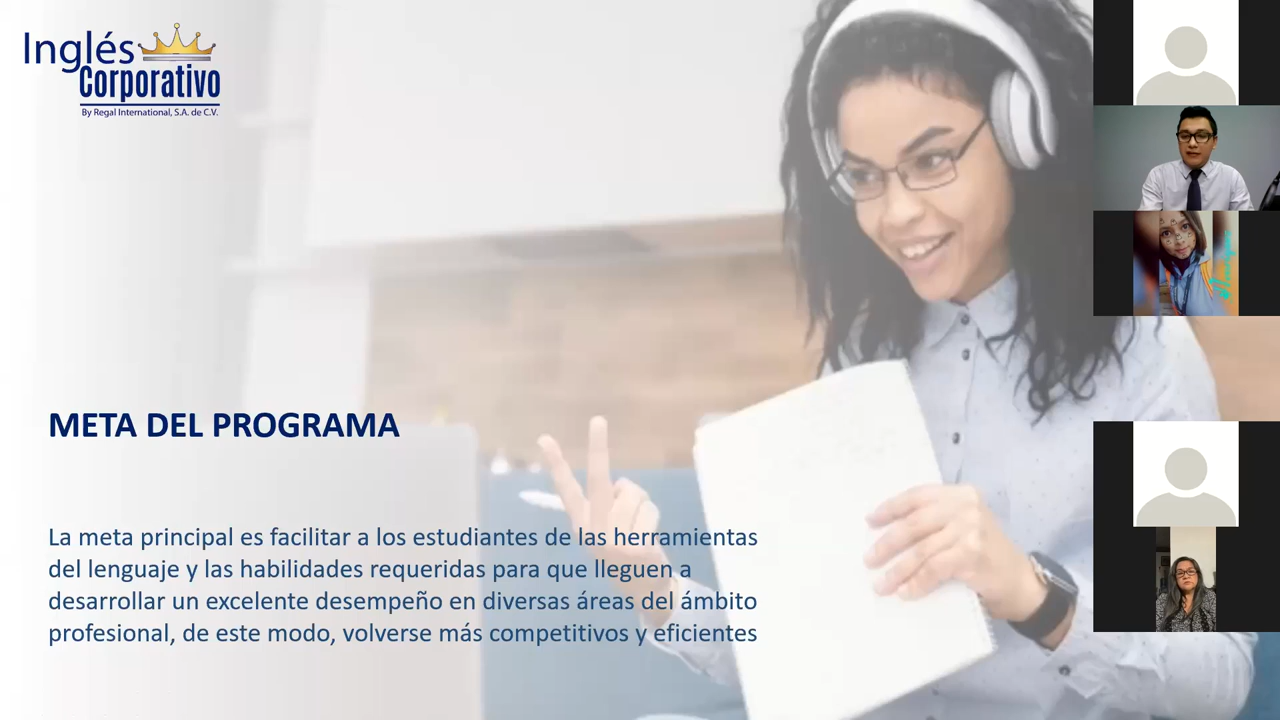 Inglés
Corporativo
By Regal International, S.A. de C.V.
META DEL PROGRAMA
La meta principal es facilitar a los estudiantes de las herramientas
del lenguaje y las habilidades requeridas para que lleguen a
desarrollar un excelente desempeño en diversas áreas del ámbito
profesional, de este modo, volverse más competitivos y eficientes